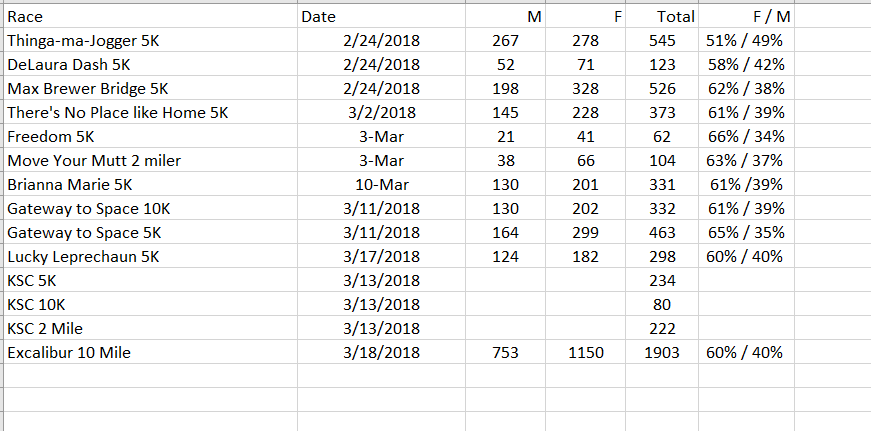 Race Date M F Total F / M
Thinga-ma-Jogger 5K 2/24/2018 267 278 545 51% / 49%
DeLaura Dash 5K 2/24/2018 52 71 123 58% / 42%
Max Brewer Bridge 5K 2/24/2018 198 328 526 62% / 38%
There's No Place like Home 5K 3/2/2018 145 228 373 61% / 39%
Freedom 5K 3-Mar 21 41 62 66% / 34%
Move Your Mutt 2 miler 3-Mar 38 66 104 63% / 37%
Brianna Marie 5K 10-Mar 130 201 331 61% /39%
Gateway to Space 10K 3/11/2018 130 202 332 61% / 39%
Gateway to Space 5K 3/11/2018 164 299 463 65% / 35%
Lucky Leprechaun 5K 3/17/2018 124 182 298 60% / 40%
KSC 5K 3/13/2018 234
KSC 10K 3/13/2018 80
KSC 2 Mile 3/13/2018 222
Excalibur 10 Mile 3/18/2018 753 1150 1903 60% / 40%